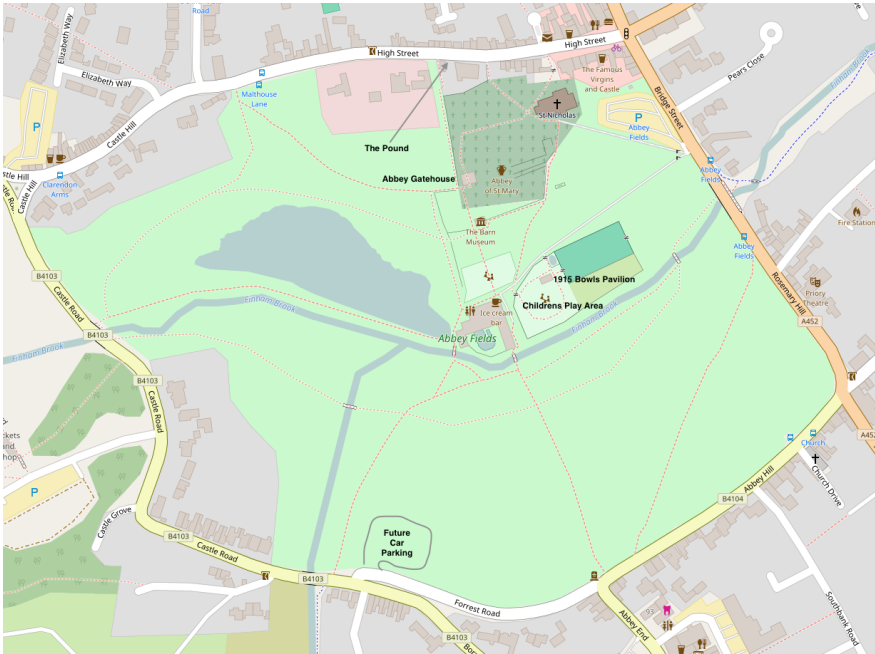 Road
High Street
High Street
Elizabeth Way
Elizabeth Way
Malthouse
Lane
Castle Hill
P
The Famous
Virgins
and Castle
Pears Close
Finham Brook
Bridge Street
St Nicholas
P
Abbey
Fields
The Pound
Abbey Gatehouse
Abbey
of St Mary
Abbey
Fields
Clarendon
Arms
Castle Hill
The Barn
Museum
Abbey
Fields
Fire Station
B4103
Castle Road
B4103
Finham Brook
Finham Brook
1915 Bowls Pavilion
Childrens Play Area
Ice cream
bar
Finham Brook
Abbey Fields
Rosemary Hill
Priory
Theatre
A452
B4103
Castle Road
P
Castle Grove
B4103
Castle Road
B4103
Future
Car
Parking
Forrest Road
B4103
Abbey End
93
Church
Church Drive
Abbey Hill
B4104
Southbank Road